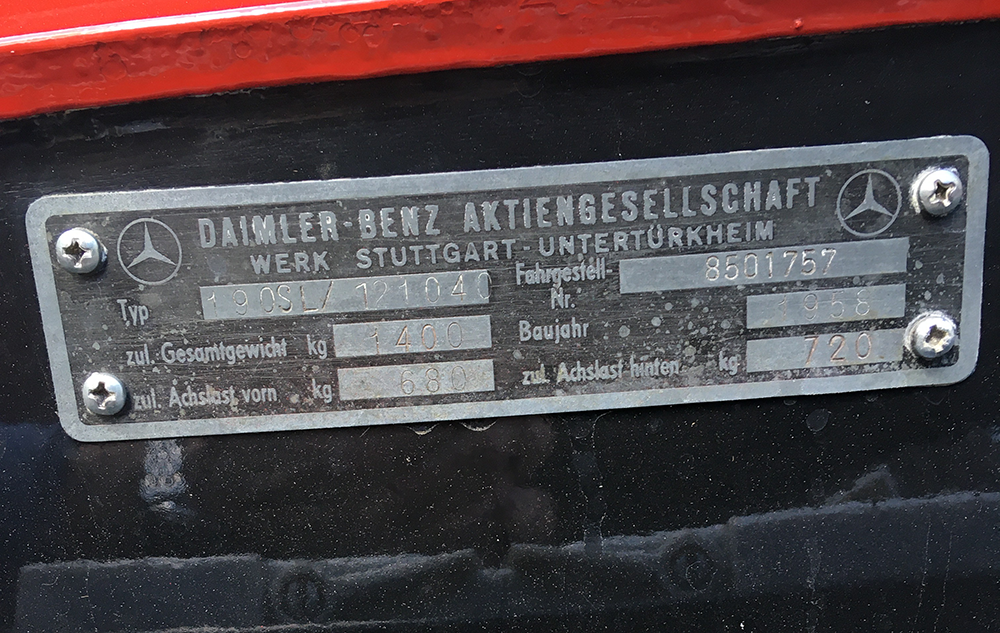 DAIMLER-BENZ AKTIENGESELLSCHAFT
WERK STUTTGART-UNTERTÜRKHEIM
Typ 190SL/ 121040 Fahrgestell-Nr. 8501757
zul. Gesamtgewicht kg 1400 Baujahr 1958
zul. Achslast vorn kg 680 zul. Achslast hinten kg 720